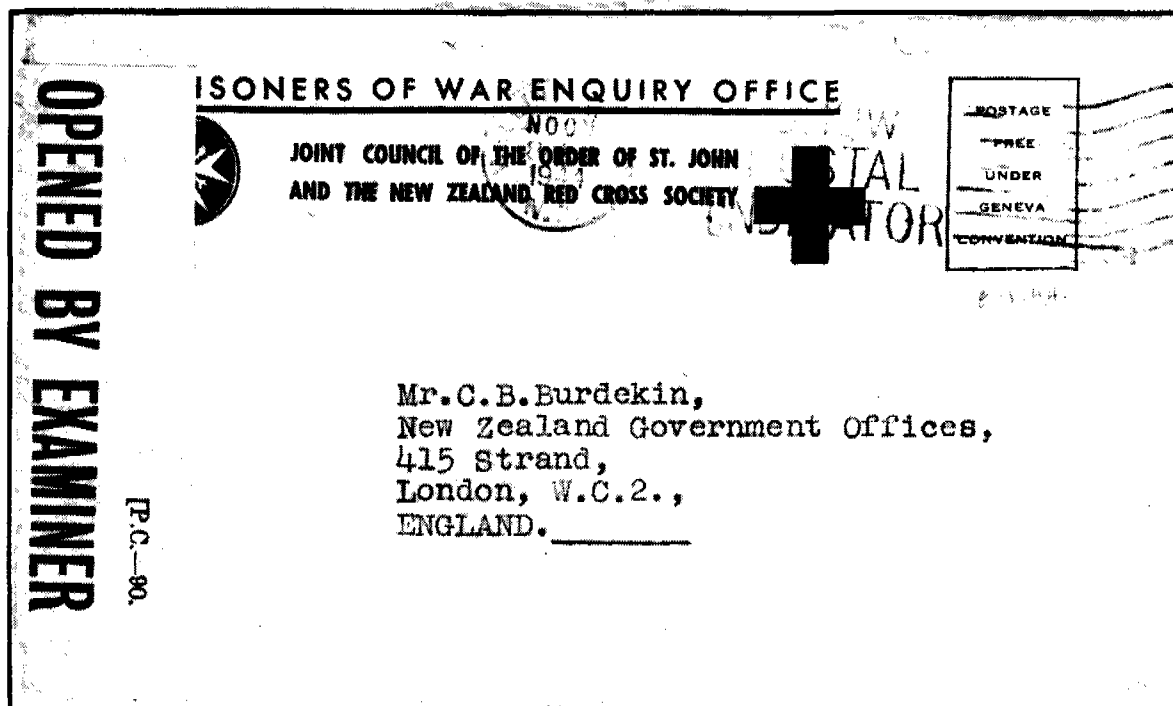 OPENED BY EXAMINER
[P.C.—90.
ISONERS OF WAR ENQUIRY OFFICE
JOINT COUNCIL OF THE ORDER OF ST. JOHN
AND THE NEW ZEALAND RED CROSS SOCIETY
NOON
POSTAGE
FREE
UNDER
GENEVA
CONVENTION
Mr.C.B.Burdekin,
New Zealand Government Offices,
415 Strand,
London, W.C.2.,
ENGLAND.